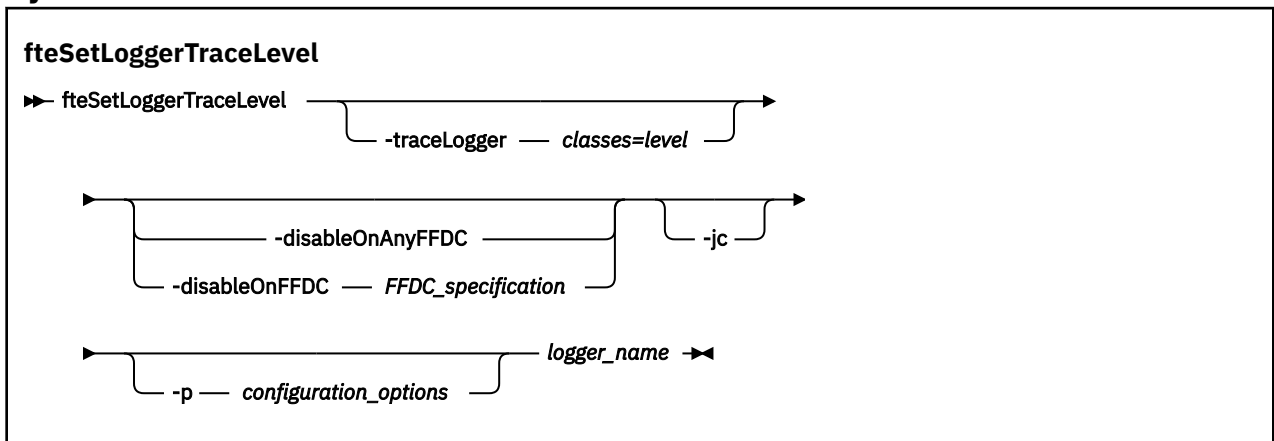 fteSetLoggerTraceLevel
fteSetLoggerTraceLevel
-traceLogger classes=level
-disableOnAnyFFDC
-jc
-disableOnFFDC FFDC_specification
logger_name
-p configuration_options